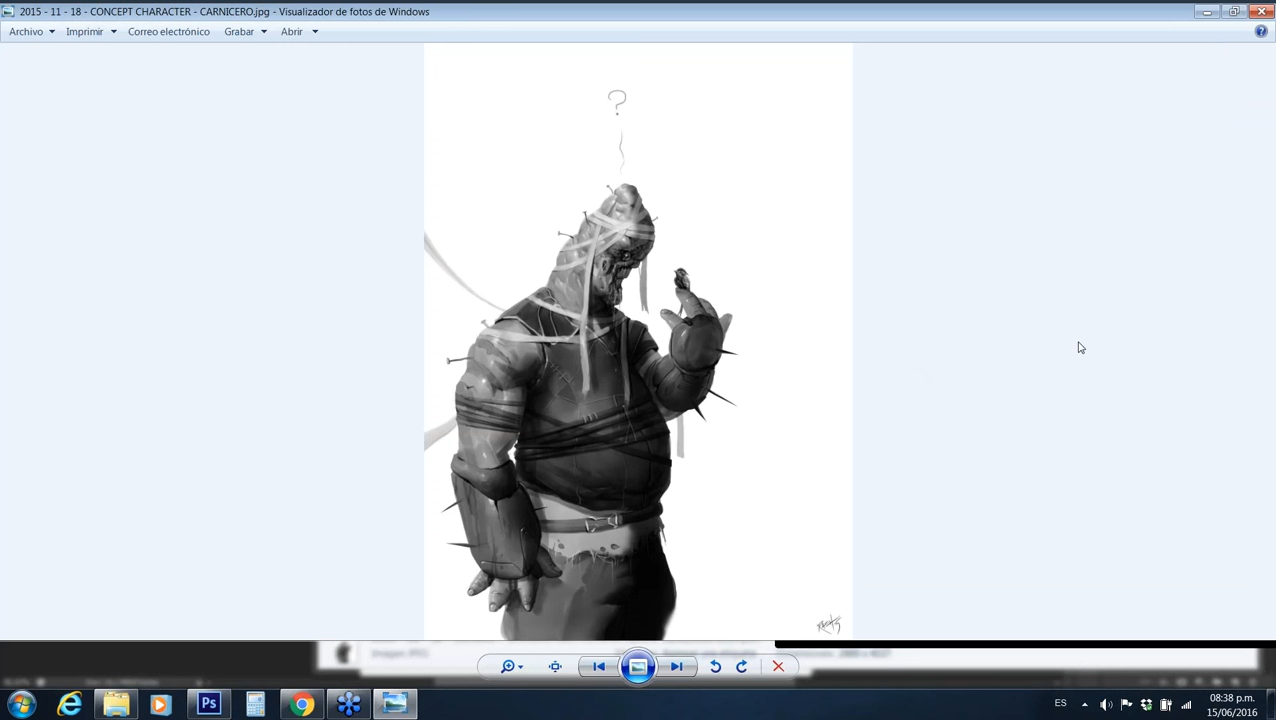 2015 - 11 - 18 - CONCEPT CHARACTER - CARNICERO.jpg - Visualizador de fotos de Windows
Archivo Imprimir Correo electrónico Grabar Abrir
?
Ps
ES
08:38 p.m.
15/06/2016